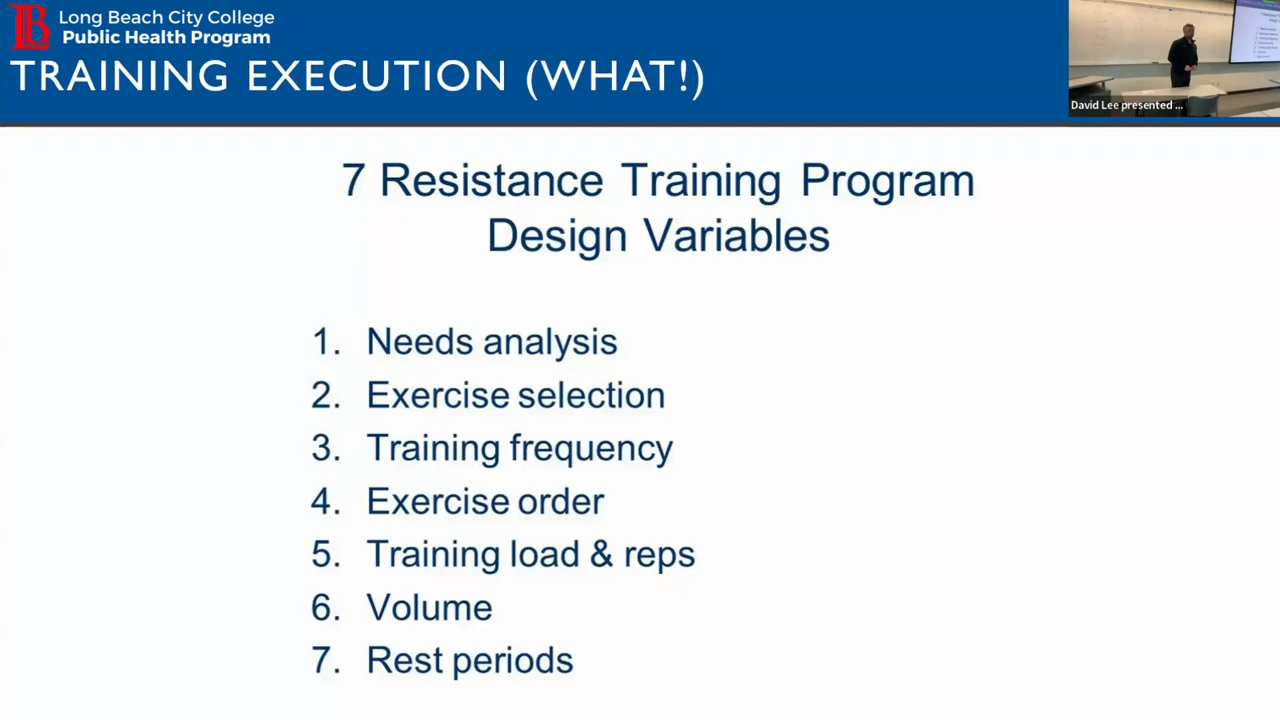 Long Beach City College
Public Health Program
TRAINING EXECUTION (WHAT!)
David Lee presented ...
7 Resistance Training Program
Design Variables
1. Needs analysis
2. Exercise selection
3. Training frequency
4. Exercise order
5. Training load & reps
6. Volume
7. Rest periods